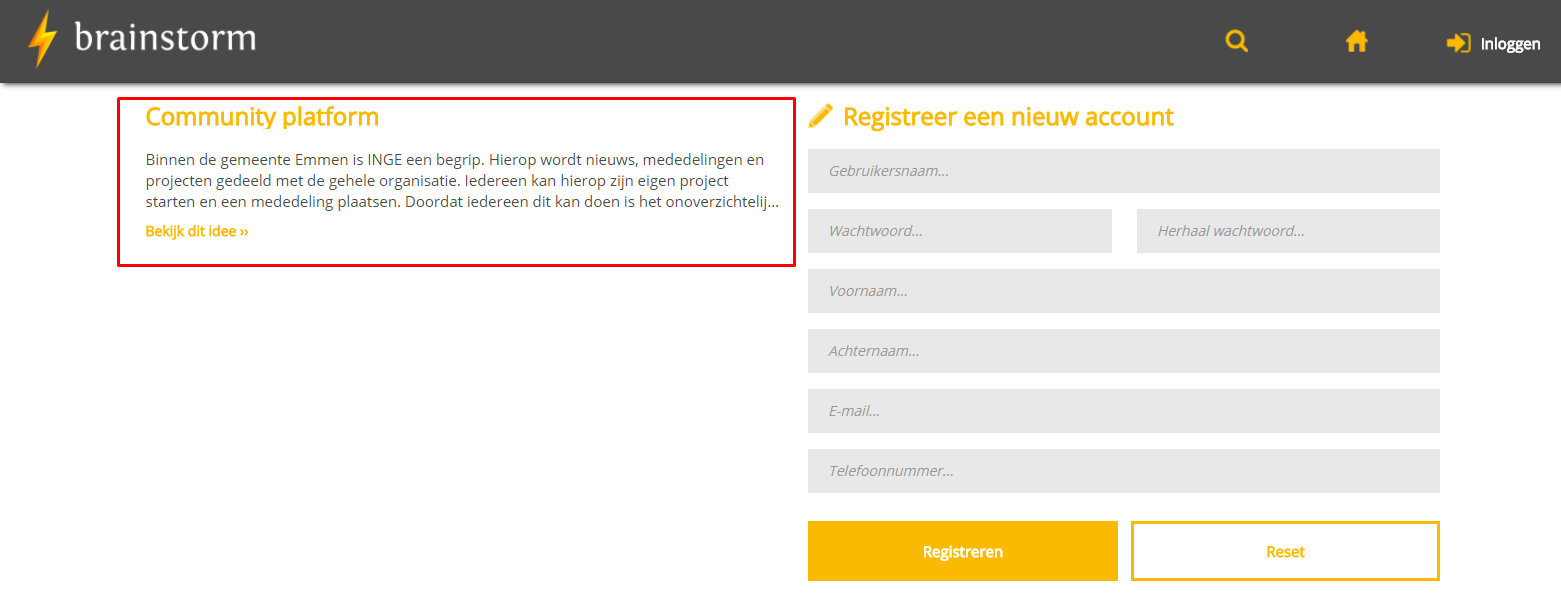 brainstorm
Inloggen
Community platform
Binnen de gemeente Emmen is INGE een begrip. Hierop wordt nieuws, mededelingen en
projecten gedeeld met de gehele organisatie. Iedereen kan hierop zijn eigen project
starten en een mededeling plaatsen. Doordat iedereen dit kan doen is het onoverzichtelij...
Bekijk dit idee »
Registreer een nieuw account
Gebruikersnaam...
Wachtwoord...
Herhaal wachtwoord...
Voornaam...
Achternaam...
E-mail...
Telefoonnummer...
Registreren
Reset